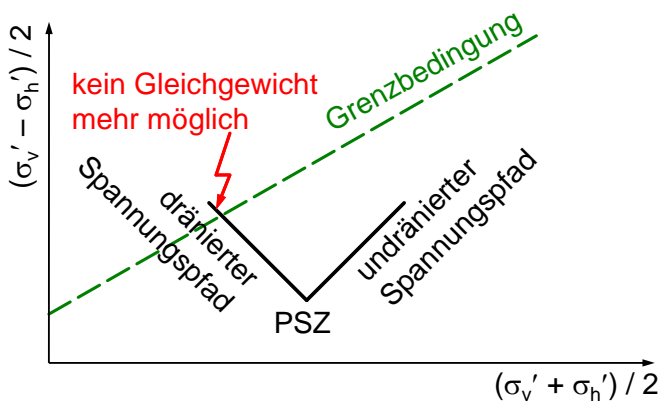 (σv′ − σh′) / 2
kein Gleichgewicht
mehr möglich
Grenzbedingung
dränierter
Spannungspfad
undränierter
Spannungspfad
PSZ
(σv′ + σh′) / 2